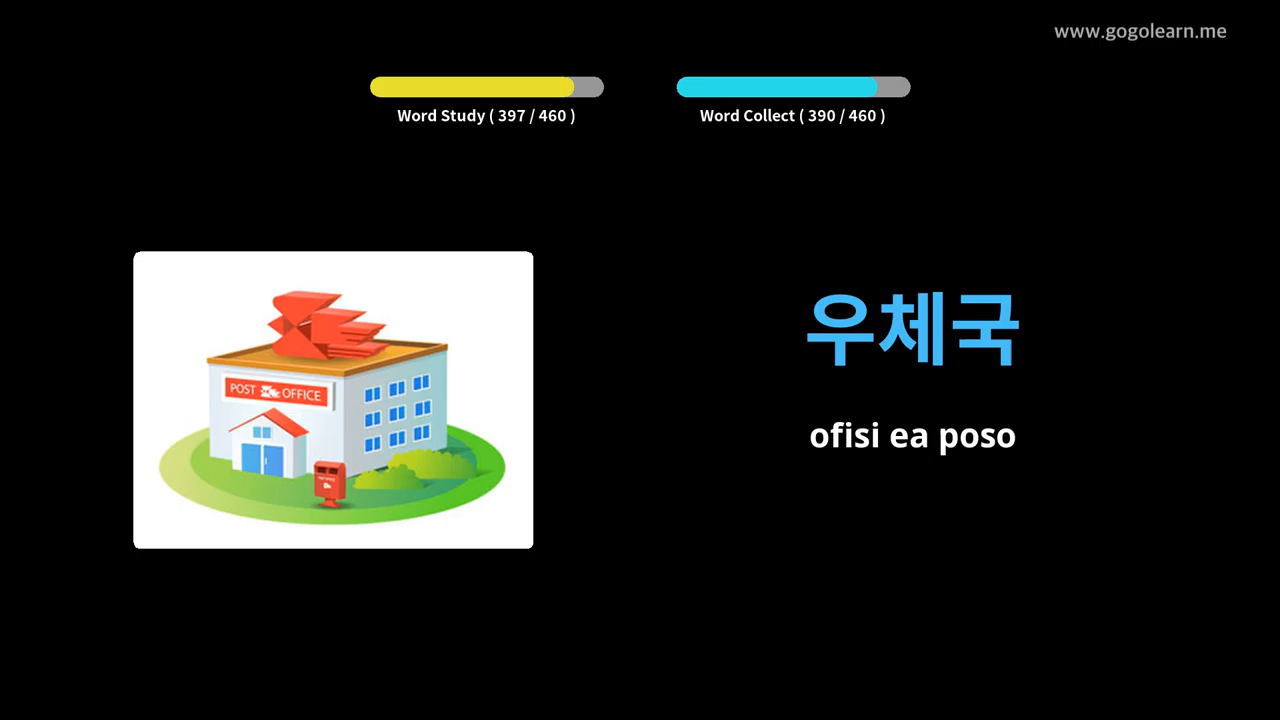 www.gogolearn.me
Word Study ( 397 / 460 )
Word Collect ( 390 / 460 )
POST OFFICE
우체국
ofisi ea poso